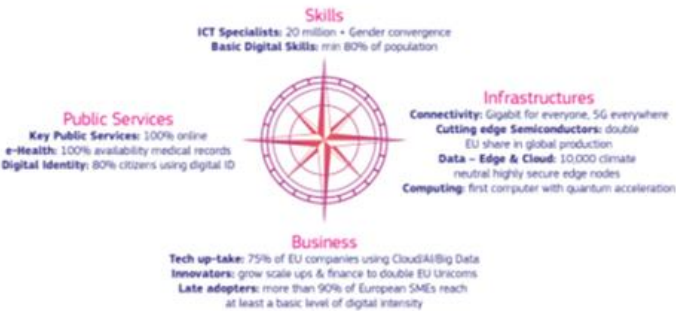 Skills
ICT Specialists: 20 million + Gender convergence
Basic Digital Skills: min 80% of population
Public Services
Key Public Services: 100% online
e-Health: 100% availability medical records
Digital Identity: 80% citizens using digital ID
Infrastructures
Connectivity: Gigabit for everyone, 5G everywhere
Cutting edge Semiconductors: double
EU share in global production
Data – Edge & Cloud: 10,000 climate
neutral highly secure edge nodes
Computing: first computer with quantum acceleration
Business
Tech up-take: 75% of EU companies using Cloud/AI/Big Data
Innovators: grow scale ups & finance to double EU Unicorns
Late adopters: more than 90% of European SMEs reach
at least a basic level of digital intensity